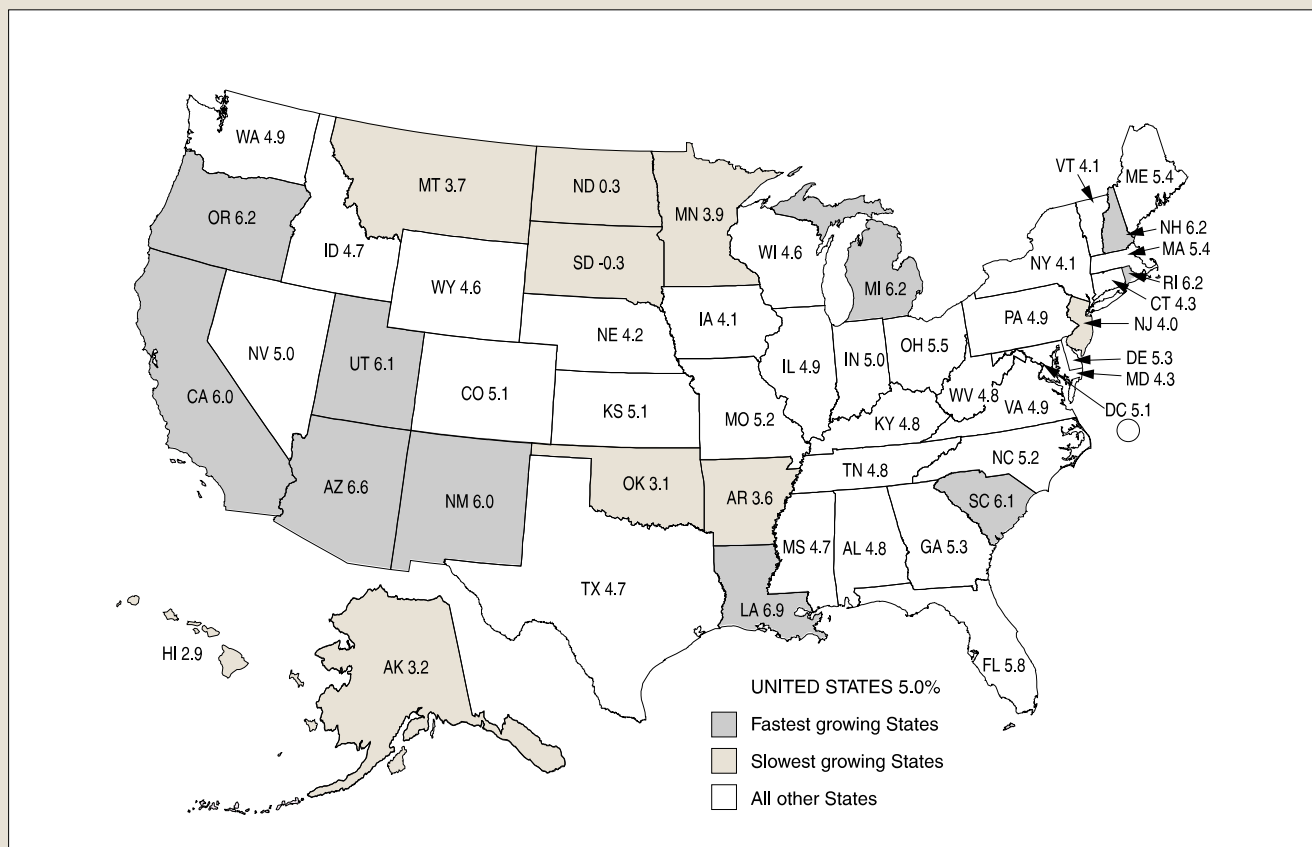 WA 4.9
VT 4.1
ME 5.4
MT 3.7
ND 0.3
MN 3.9
OR 6.2
NH 6.2
ID 4.7
WI 4.6
MA 5.4
SD -0.3
NY 4.1
RI 6.2
WY 4.6
MI 6.2
CT 4.3
IA 4.1
PA 4.9
NJ 4.0
NE 4.2
NV 5.0
UT 6.1
OH 5.5
DE 5.3
IL 4.9
IN 5.0
MD 4.3
CA 6.0
CO 5.1
KS 5.1
MO 5.2
WV 4.8
VA 4.9
DC 5.1
KY 4.8
NC 5.2
TN 4.8
AZ 6.6
NM 6.0
OK 3.1
AR 3.6
SC 6.1
MS 4.7
AL 4.8
GA 5.3
TX 4.7
LA 6.9
HI 2.9
AK 3.2
FL 5.8
UNITED STATES 5.0%
Fastest growing States
Slowest growing States
All other States